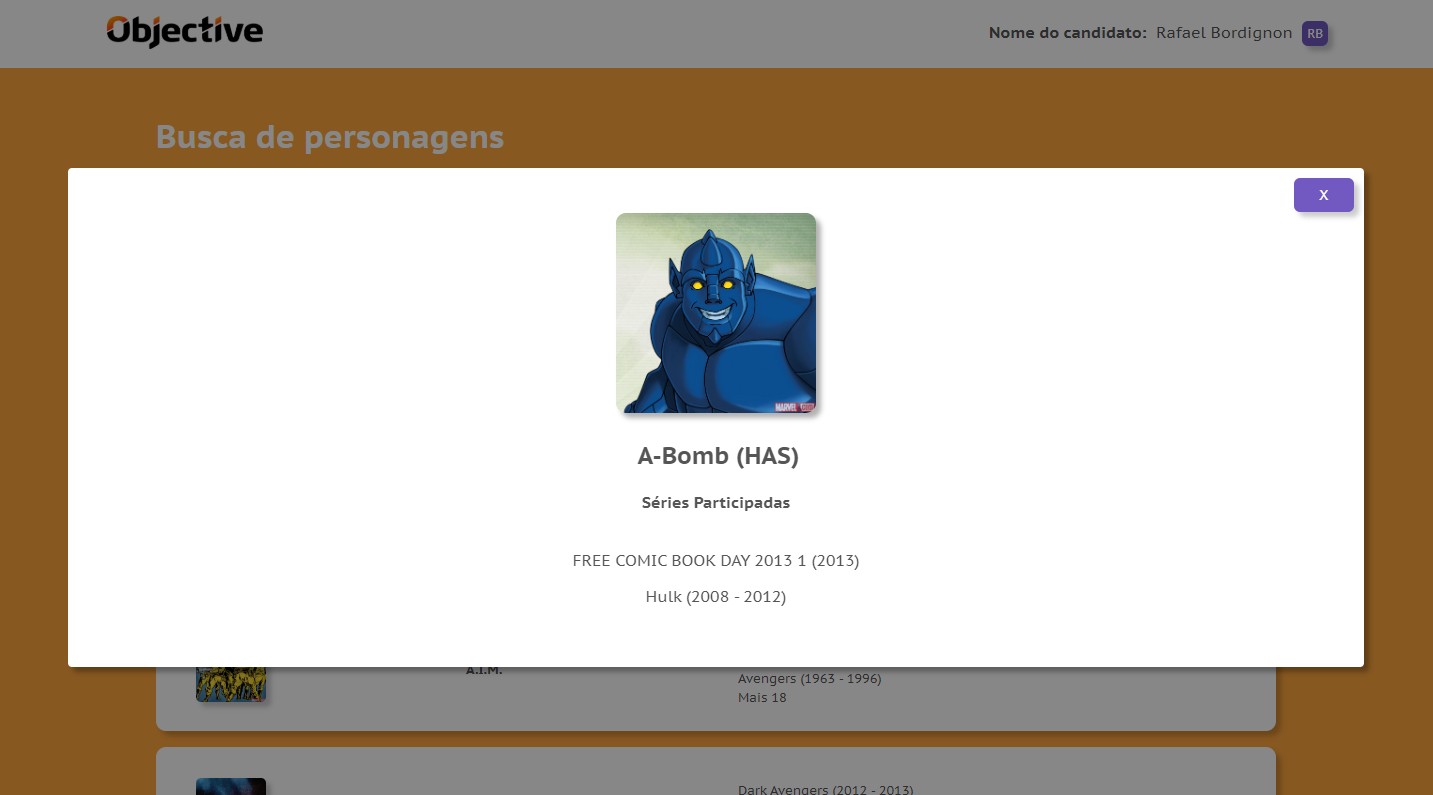 Objective
Nome do candidato: Rafael Bordignon RB
Busca de personagens
X
MARVEL
A-Bomb (HAS)
Séries Participadas
FREE COMIC BOOK DAY 2013 1 (2013)
Hulk (2008 - 2012)
A.I.M.
Avengers (1963 - 1996)
Mais 18
Dark Avengers (2012 - 2013)